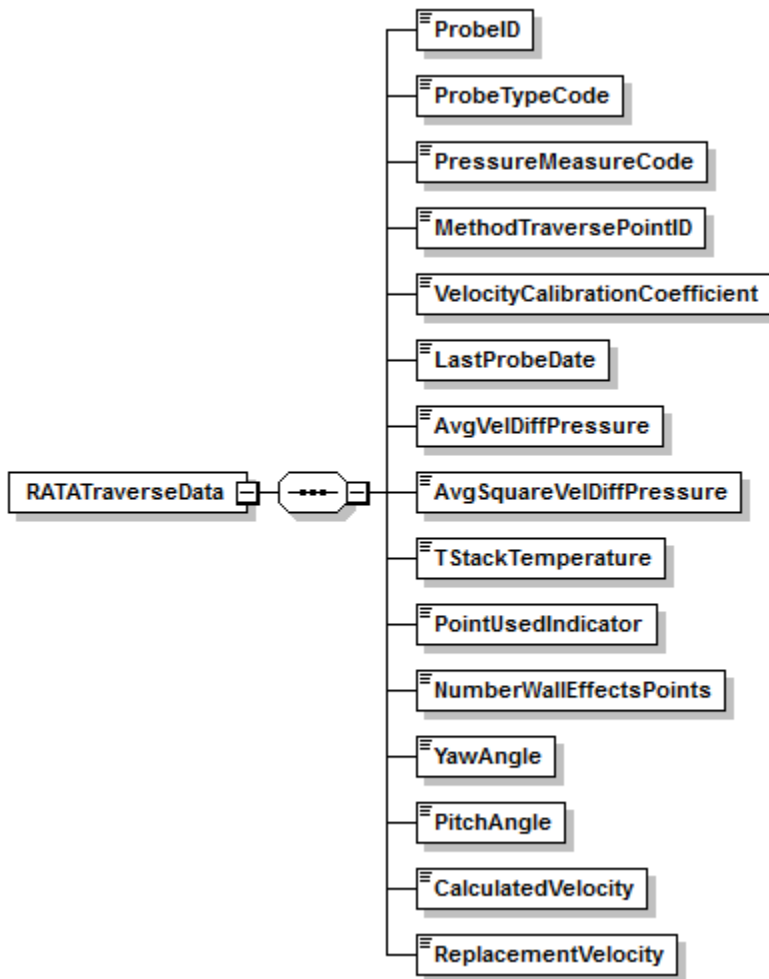 ProbeID
ProbeTypeCode
PressureMeasureCode
MethodTraversePointID
VelocityCalibrationCoefficient
LastProbeDate
AvgVelDiffPressure
RATATraverseData
AvgSquareVelDiffPressure
TStackTemperature
PointUsedIndicator
NumberWallEffectsPoints
YawAngle
PitchAngle
CalculatedVelocity
ReplacementVelocity